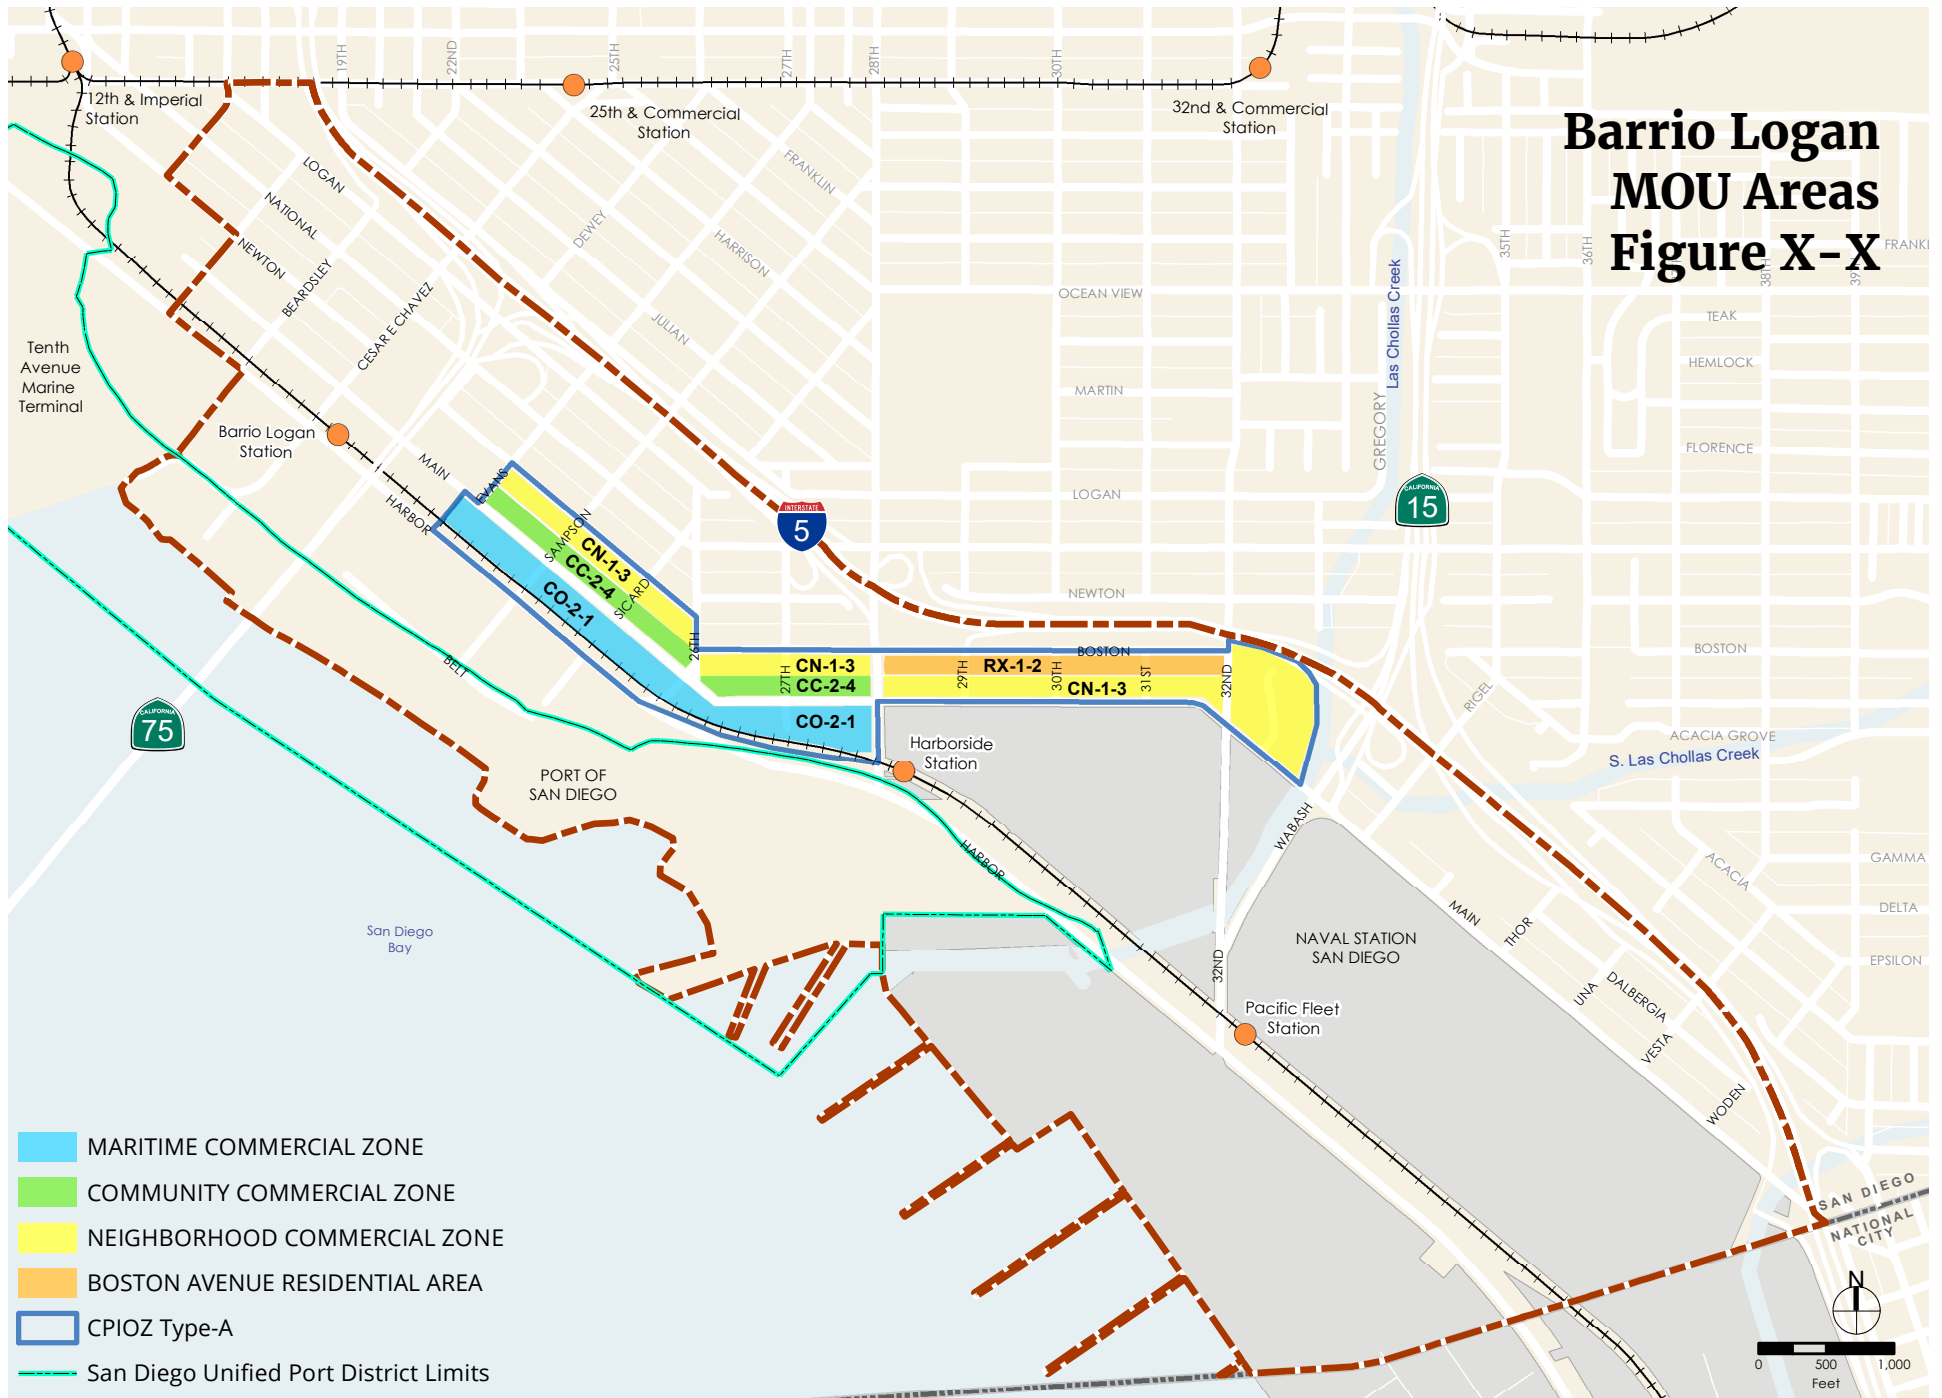 Barrio Logan
MOU Areas
Figure X-X
19TH
22ND
25TH
27TH
28TH
30TH
12th & Imperial
Station
25th & Commercial
Station
32nd & Commercial
Station
LOGAN
NATIONAL
NEWTON
BEARDSLEY
CESAR E CHAVEZ
DEWEY
FRANKLIN
HARRISON
JULIAN
OCEAN VIEW
MARTIN
LOGAN
NEWTON
BOSTON
Las Chollas Creek
GREGORY
35TH
36TH
38TH
39TH
FRANKL
TEAK
HEMLOCK
FLORENCE
BOSTON
Tenth
Avenue
Marine
Terminal
Barrio Logan
Station
MAIN
HARBOR
EVANS
SAMPSON
SICARD
CN-1-3
CC-2-4
CO-2-1
INTERSTATE
5
CALIFORNIA
15
CALIFORNIA
75
26TH
27TH
CN-1-3
CC-2-4
CO-2-1
29TH
30TH
31ST
32ND
RX-1-2
CN-1-3
BELT
Harborside
Station
PORT OF
SAN DIEGO
HARBOR
RIGEL
ACACIA GROVE
S. Las Chollas Creek
WABASH
ACACIA
GAMMA
DELTA
EPSILON
MAIN
THOR
UNA
DALBERGIA
VESTA
WODEN
San Diego
Bay
NAVAL STATION
SAN DIEGO
32ND
Pacific Fleet
Station
SAN DIEGO
NATIONAL
CITY
MARITIME COMMERCIAL ZONE
COMMUNITY COMMERCIAL ZONE
NEIGHBORHOOD COMMERCIAL ZONE
BOSTON AVENUE RESIDENTIAL AREA
CPIOZ Type-A
San Diego Unified Port District Limits
N
0 500 1,000
Feet